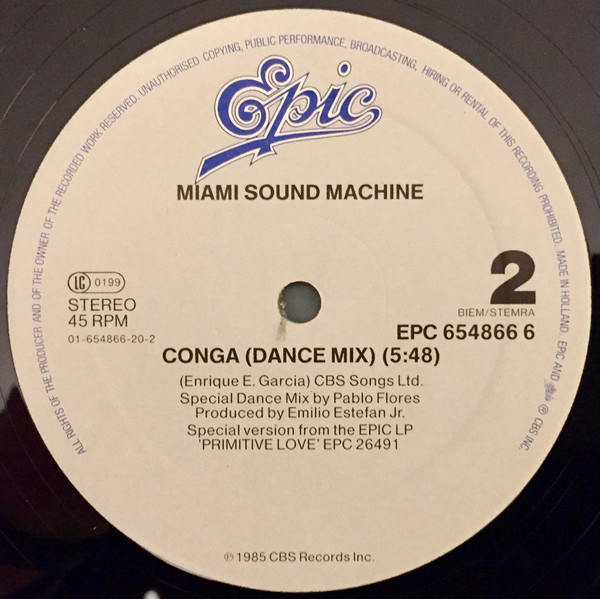 ALL RIGHTS OF THE PRODUCER AND OF THE OWNER OF THE RECORDED WORK RESERVED. UNAUTHORISED COPYING, PUBLIC PERFORMANCE, BROADCASTING, HIRING OR RENTAL OF THIS RECORDING PROHIBITED. MADE IN HOLLAND. EPIC AND ℗ CBS INC.
Epic
MIAMI SOUND MACHINE
LC 0199
STEREO
45 RPM
01-654866-20-2
2
BIEM/STEMRA
EPC 654866 6
CONGA (DANCE MIX) (5:48)
(Enrique E. Garcia) CBS Songs Ltd.
Special Dance Mix by Pablo Flores
Produced by Emilio Estefan Jr.
Special version from the EPIC LP
'PRIMITIVE LOVE' EPC 26491
℗ 1985 CBS Records Inc.